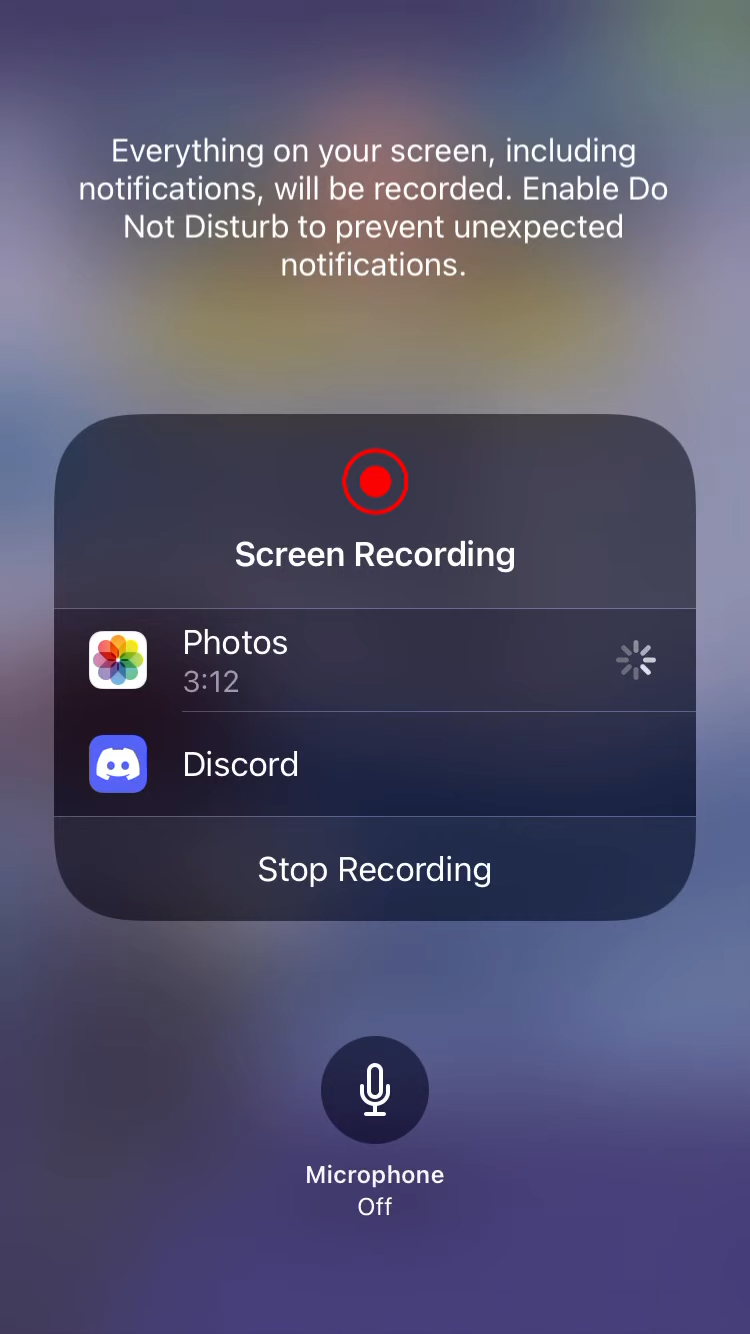 Everything on your screen, including
notifications, will be recorded. Enable Do
Not Disturb to prevent unexpected
notifications.
Screen Recording
Photos
3:12
Discord
Stop Recording
Microphone
Off